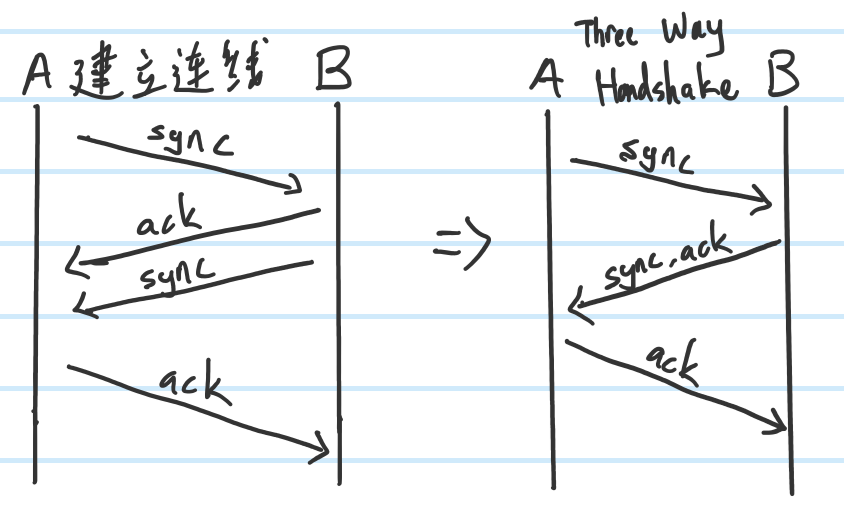 A 建立连线 B
sync
ack
sync
ack
=>
Three Way
A Handshake B
sync
sync, ack
ack